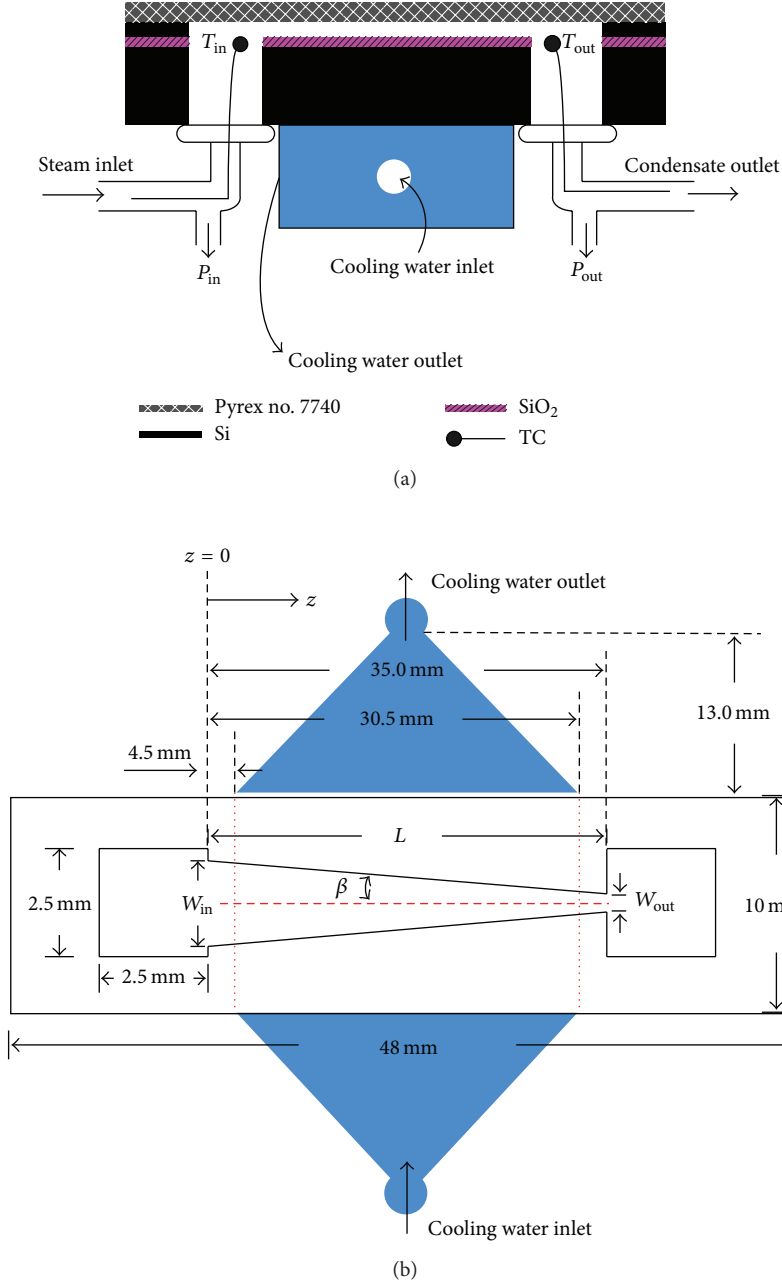 T_in
T_out
Steam inlet
Condensate outlet
P_in
Cooling water inlet
P_out
Cooling water outlet
Pyrex no. 7740
SiO₂
Si
TC
(a)
z = 0
Cooling water outlet
z
35.0 mm
13.0 mm
30.5 mm
4.5 mm
L
β
2.5 mm
W_in
W_out
10 m
2.5 mm
48 mm
Cooling water inlet
(b)